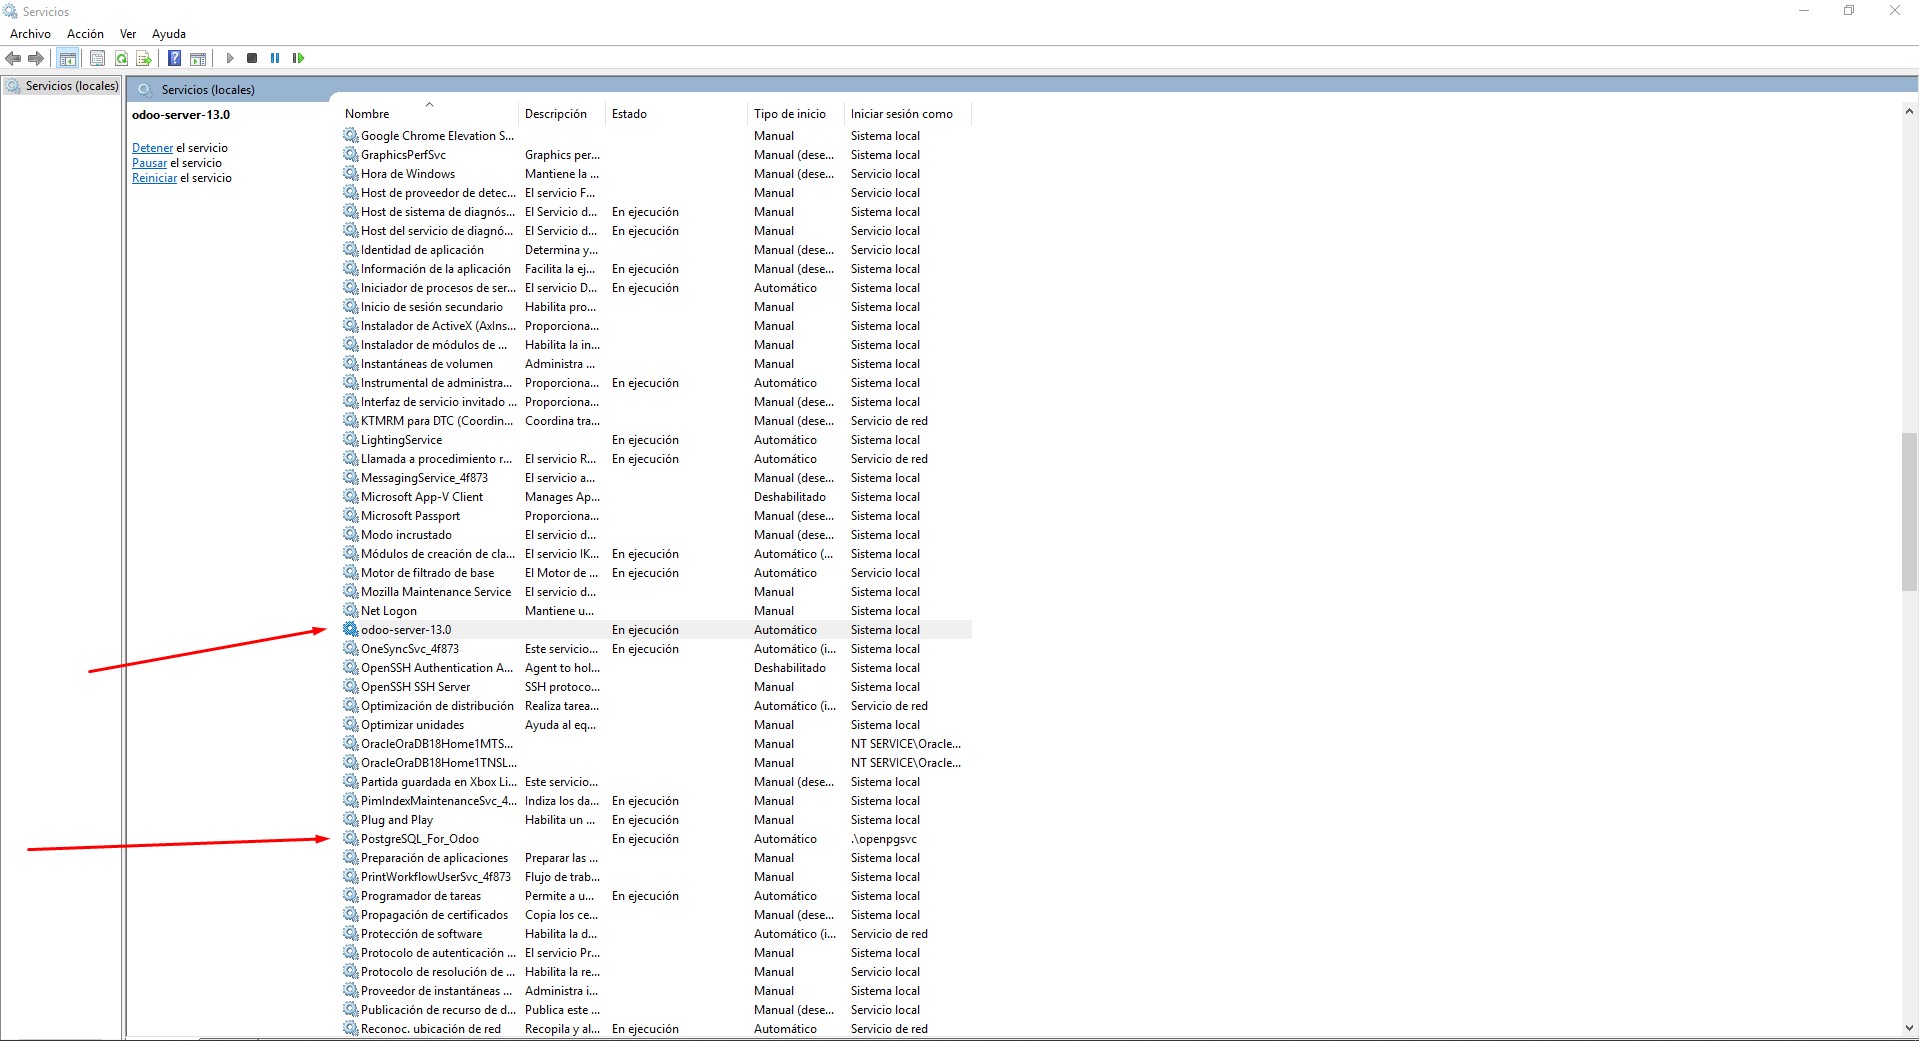 Servicios
Archivo Acción Ver Ayuda
Servicios (locales)
Servicios (locales)
odoo-server-13.0
Detener el servicio
Pausar el servicio
Reiniciar el servicio
Nombre Descripción Estado Tipo de inicio Iniciar sesión como
Google Chrome Elevation S... Manual Sistema local
GraphicsPerfSvc Graphics per... Manual (dese... Sistema local
Hora de Windows Mantiene la ... Manual (dese... Servicio local
Host de proveedor de detec... El servicio F... Manual Servicio local
Host de sistema de diagnós... El Servicio d... En ejecución Manual Sistema local
Host del servicio de diagnó... El Servicio d... En ejecución Manual Servicio local
Identidad de aplicación Determina y... Manual (dese... Servicio local
Información de la aplicación Facilita la ej... En ejecución Manual (dese... Sistema local
Iniciador de procesos de ser... El servicio D... En ejecución Automático Sistema local
Inicio de sesión secundario Habilita pro... Manual Sistema local
Instalador de ActiveX (AxIns... Proporciona... Manual Sistema local
Instalador de módulos de ... Habilita la in... Manual Sistema local
Instantáneas de volumen Administra ... Manual Sistema local
Instrumental de administra... Proporciona... En ejecución Automático Sistema local
Interfaz de servicio invitado ... Proporciona... Manual (dese... Sistema local
KTMRM para DTC (Coordin... Coordina tra... Manual (dese... Servicio de red
LightingService En ejecución Automático Sistema local
Llamada a procedimiento r... El servicio R... En ejecución Automático Servicio de red
MessagingService_4f873 El servicio a... Manual (dese... Sistema local
Microsoft App-V Client Manages Ap... Deshabilitado Sistema local
Microsoft Passport Proporciona... Manual (dese... Sistema local
Modo incrustado El servicio d... Manual (dese... Sistema local
Módulos de creación de cla... El servicio IK... En ejecución Automático (... Sistema local
Motor de filtrado de base El Motor de ... En ejecución Automático Servicio local
Mozilla Maintenance Service El servicio d... Manual Sistema local
Net Logon Mantiene u... Manual Sistema local
odoo-server-13.0 En ejecución Automático Sistema local
OneSyncSvc_4f873 Este servicio... En ejecución Automático (i... Sistema local
OpenSSH Authentication A... Agent to hol... Deshabilitado Sistema local
OpenSSH SSH Server SSH protoco... Manual Sistema local
Optimización de distribución Realiza tarea... Automático (i... Servicio de red
Optimizar unidades Ayuda al eq... Manual Sistema local
OracleOraDB18Home1MTS... Manual NT SERVICE\Oracle...
OracleOraDB18Home1TNSL... Manual NT SERVICE\Oracle...
Partida guardada en Xbox Li... Este servicio... Manual (dese... Sistema local
PimIndexMaintenanceSvc_4... Indiza los da... En ejecución Manual Sistema local
Plug and Play Habilita un ... En ejecución Manual Sistema local
PostgreSQL_For_Odoo En ejecución Automático .\openpgsvc
Preparación de aplicaciones Preparar las ... Manual Sistema local
PrintWorkflowUserSvc_4f873 Flujo de trab... Manual Sistema local
Programador de tareas Permite a u... En ejecución Automático Sistema local
Propagación de certificados Copia los ce... Manual (dese... Sistema local
Protección de software Habilita la d... Automático (i... Servicio de red
Protocolo de autenticación ... El servicio Pr... Manual Sistema local
Protocolo de resolución de ... Habilita la re... Manual Servicio local
Proveedor de instantáneas ... Administra i... Manual Sistema local
Publicación de recurso de d... Publica este ... Manual (dese... Servicio local
Reconoc. ubicación de red Recopila y al... En ejecución Automático Servicio de red